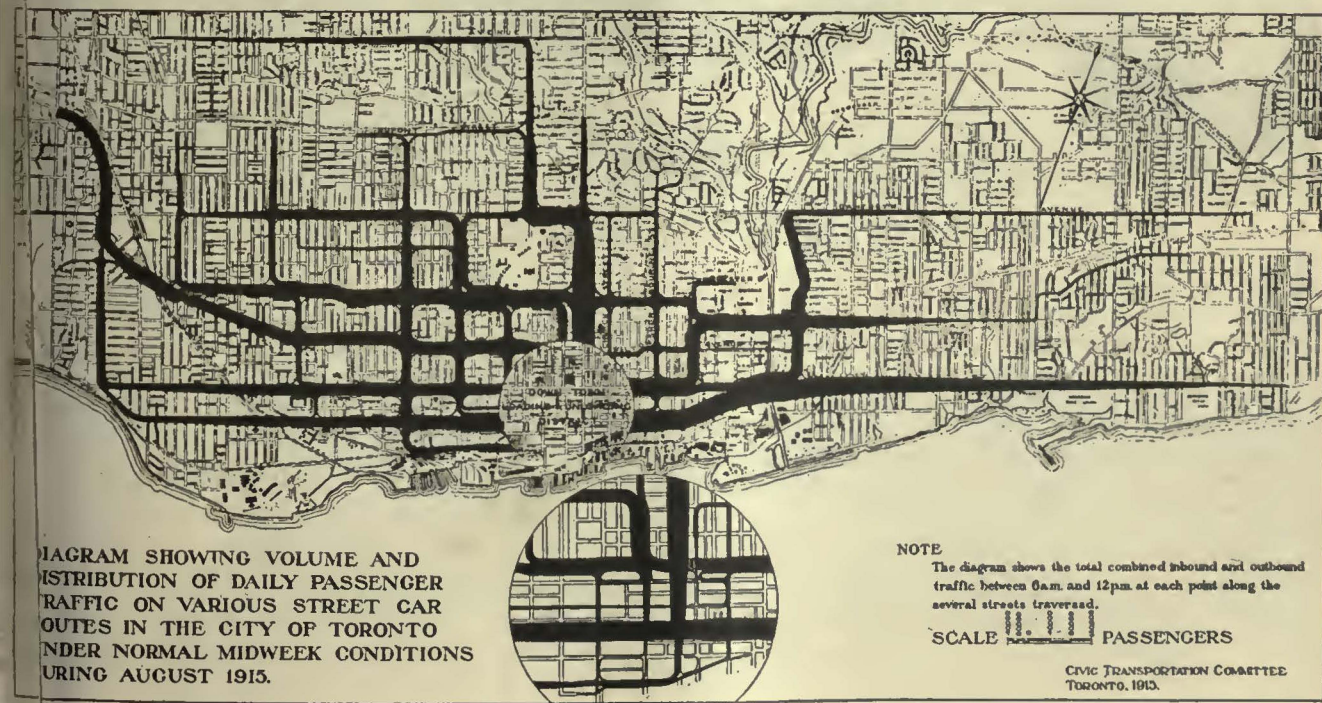 AVENUE
IAGRAM SHOWING VOLUME AND
ISTRIBUTION OF DAILY PASSENGER
RAFFIC ON VARIOUS STREET CAR
OUTES IN THE CITY OF TORONTO
NDER NORMAL MIDWEEK CONDITIONS
URING AUGUST 1915.
NOTE
The diagram shows the total combined inbound and outbound
traffic between 6a.m. and 12p.m. at each point along the
several streets traversed.
SCALE PASSENGERS
CIVIC TRANSPORTATION COMMITTEE
TORONTO, 1915.